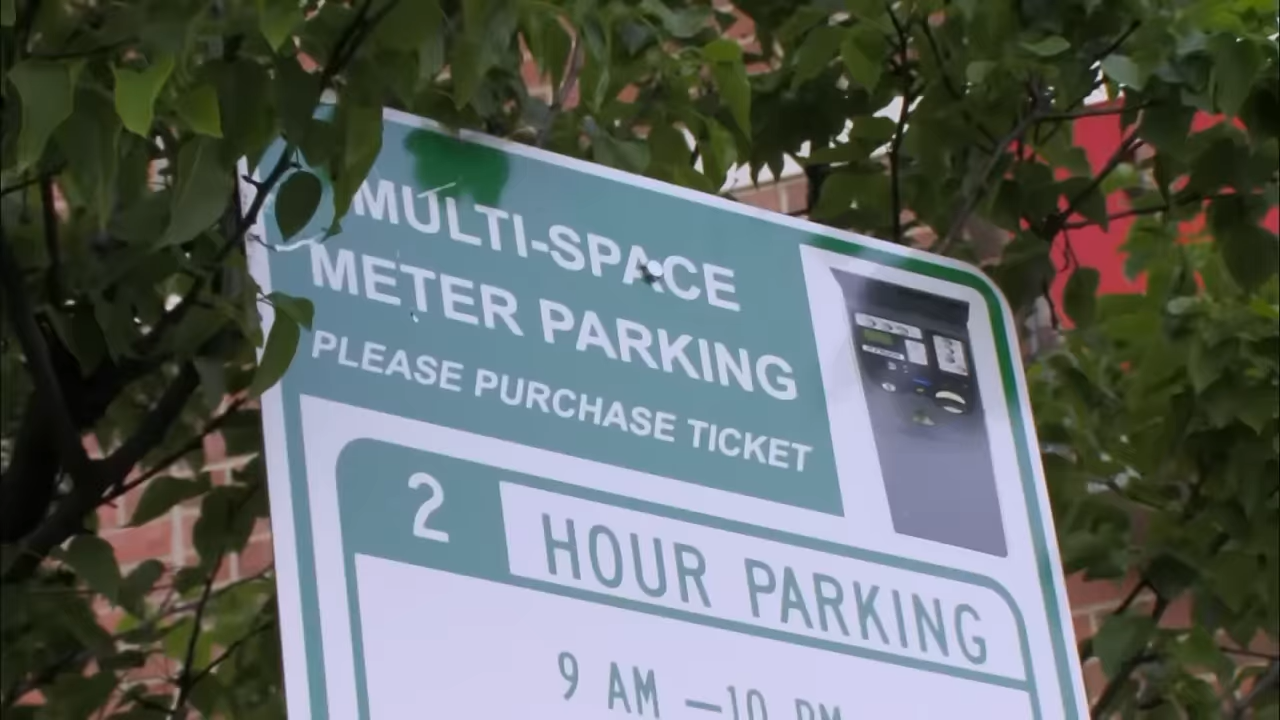 MULTI-SPACE
METER PARKING
PLEASE PURCHASE TICKET
2 HOUR PARKING
9 AM —10 PM